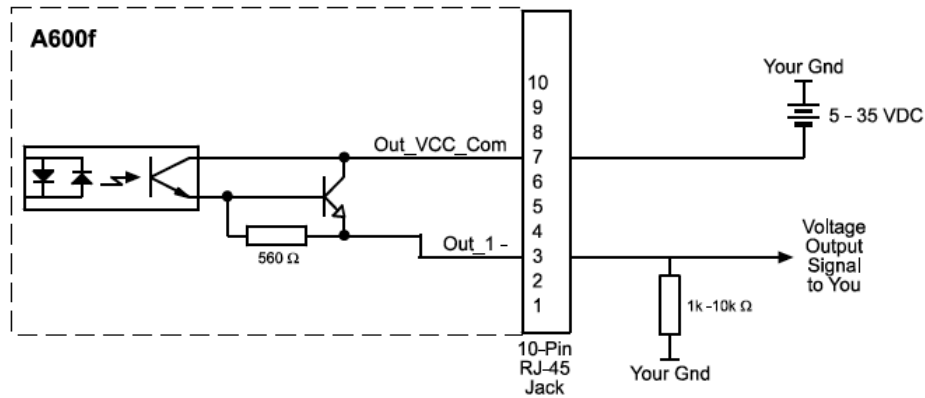 A600f
Your Gnd
5 - 35 VDC
10
9
8
Out_VCC_Com
7
6
5
4
560 Ω
Out_1 -
3
2
1
Voltage
Output
Signal
to You
1k -10k Ω
10-Pin
RJ-45
Jack
Your Gnd